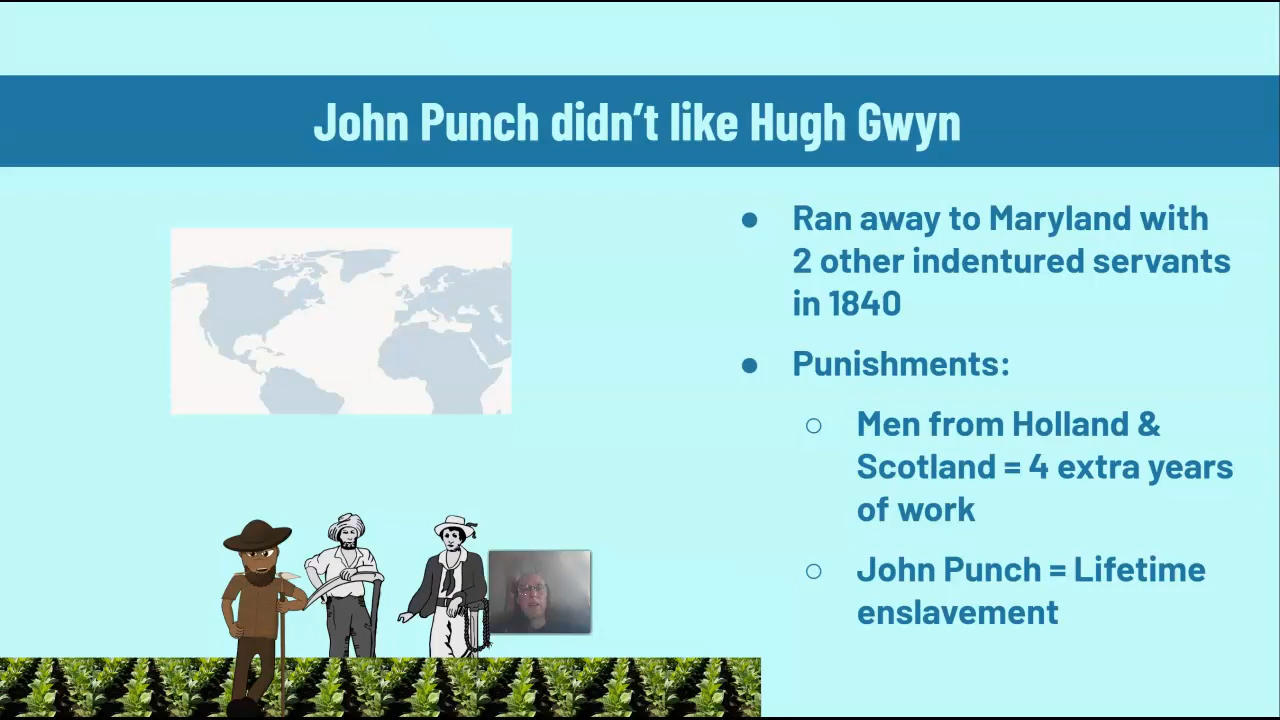 John Punch didn’t like Hugh Gwyn
● Ran away to Maryland with
2 other indentured servants
in 1840
● Punishments:
○ Men from Holland &
Scotland = 4 extra years
of work
○ John Punch = Lifetime
enslavement